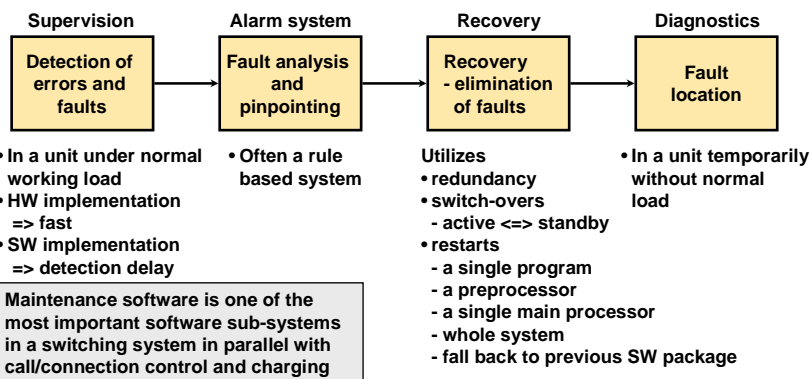 Supervision
Detection of
errors and
faults
• In a unit under normal
working load
• HW implementation
=> fast
• SW implementation
=> detection delay
Alarm system
Fault analysis
and
pinpointing
• Often a rule
based system
Recovery
Recovery
- elimination
of faults
Utilizes
• redundancy
• switch-overs
- active <=> standby
• restarts
- a single program
- a preprocessor
- a single main processor
- whole system
- fall back to previous SW package
Diagnostics
Fault
location
• In a unit temporarily
without normal
load
Maintenance software is one of the
most important software sub-systems
in a switching system in parallel with
call/connection control and charging